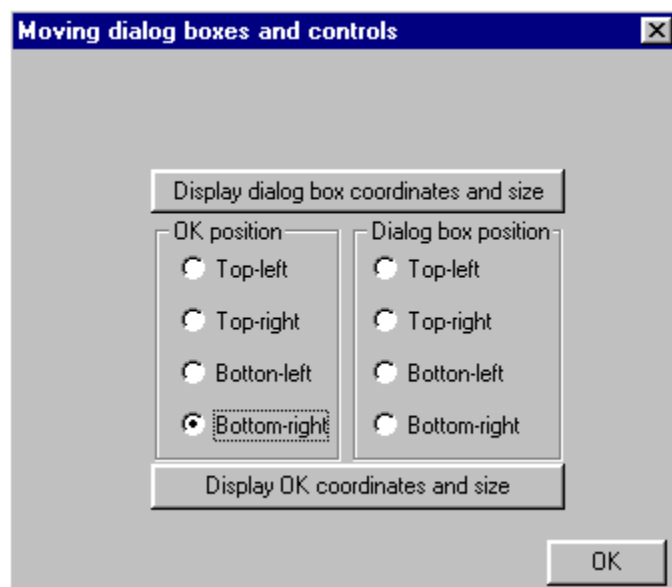 Moving dialog boxes and controls
Display dialog box coordinates and size
OK position
Top-left
Top-right
Botton-left
Bottom-right
Dialog box position
Top-left
Top-right
Bottom-left
Bottom-right
Display OK coordinates and size
OK